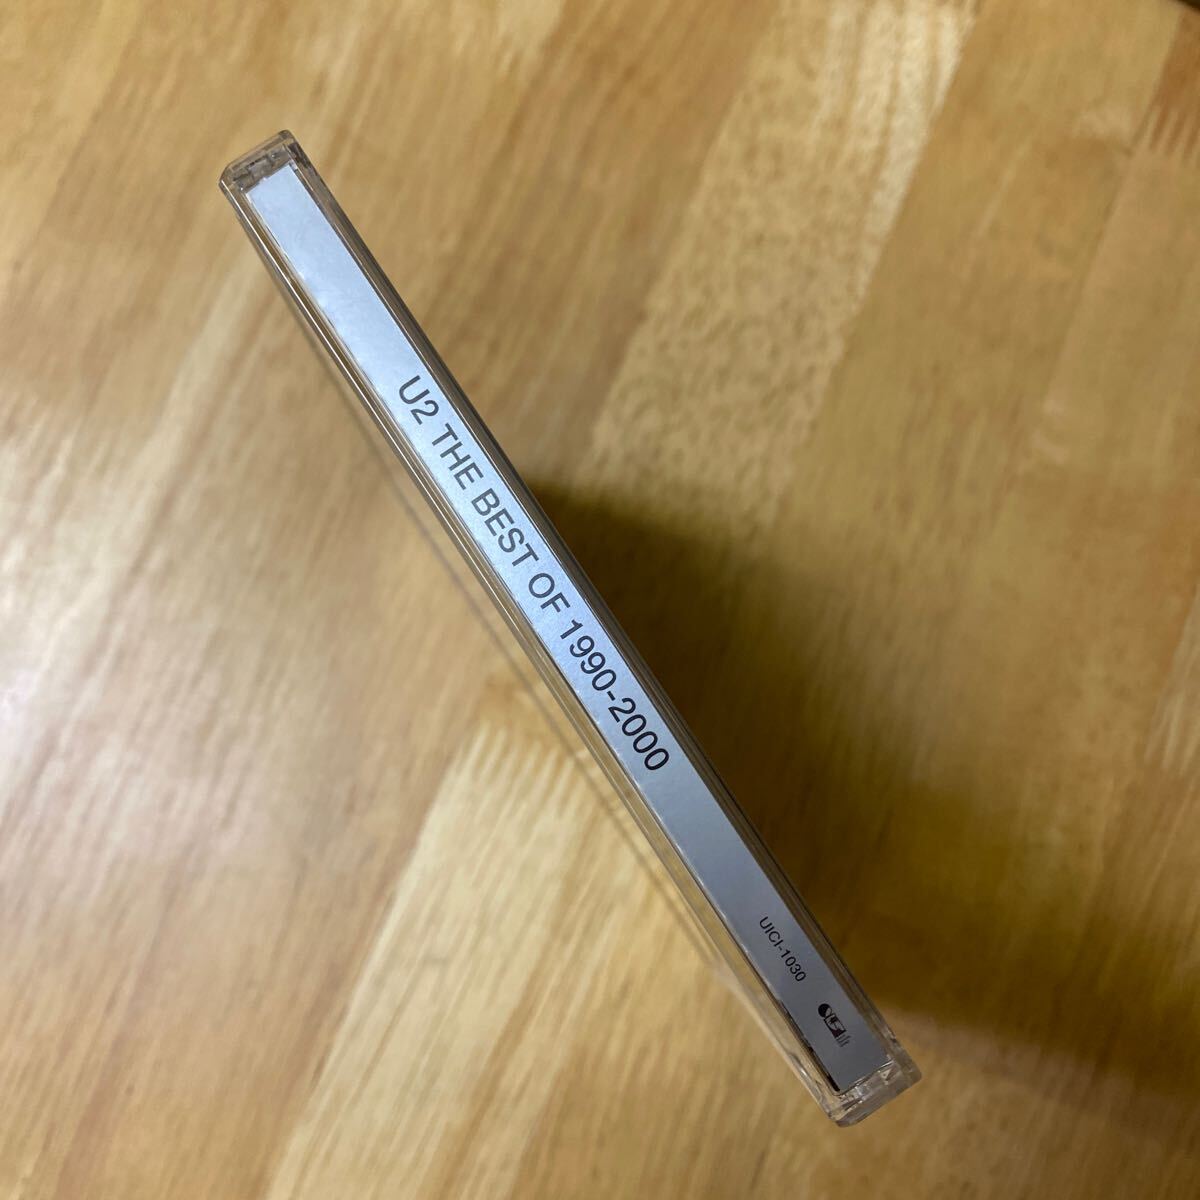 U2 THE BEST OF 1990-2000
UICI-1030